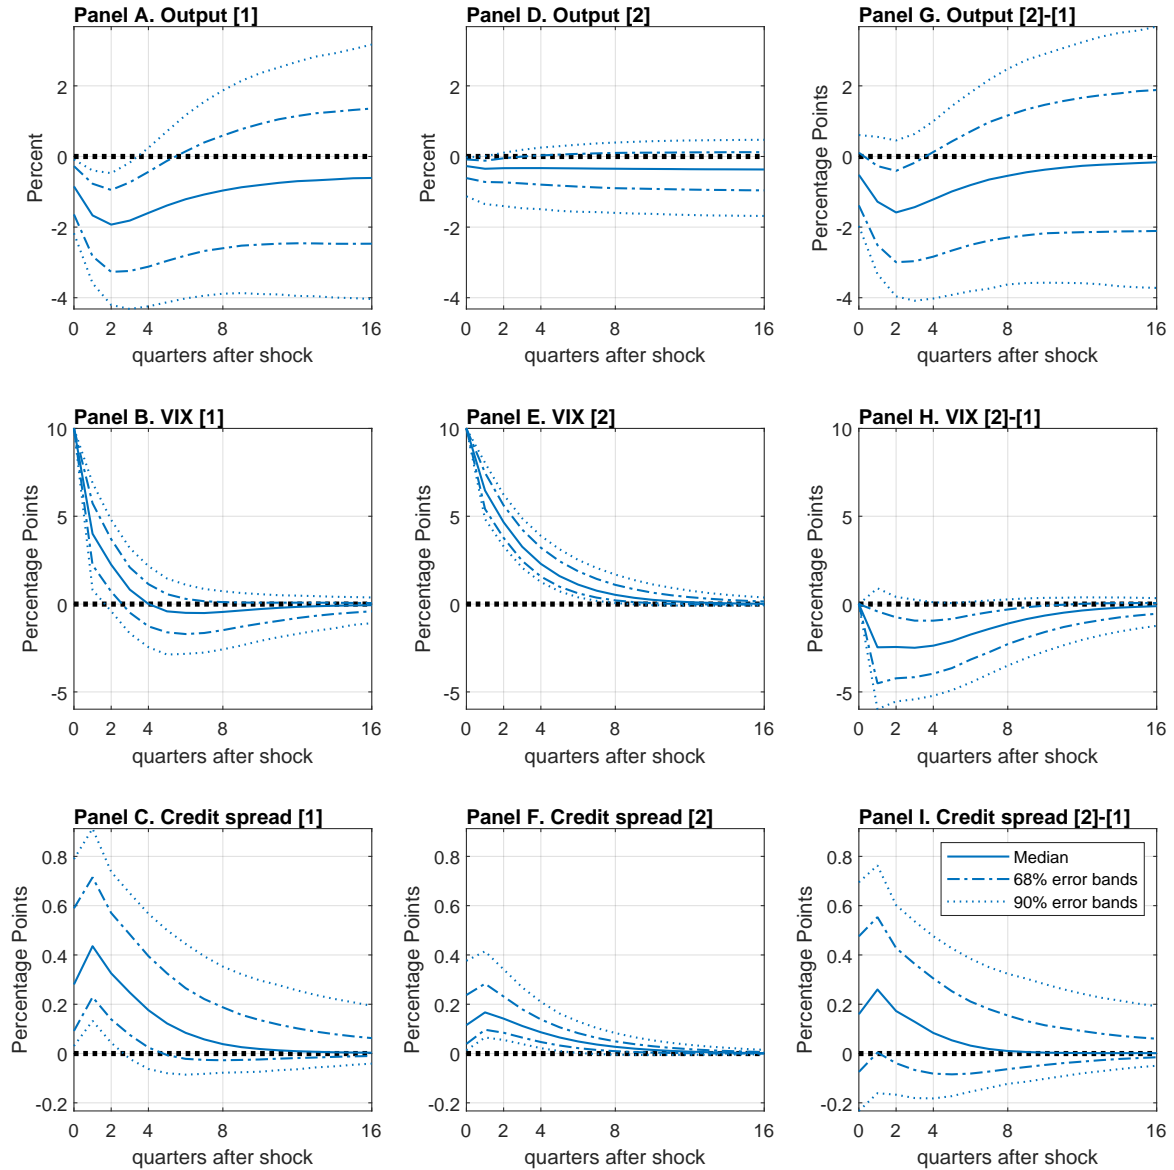 Panel A. Output [1]
Percent
2
0
-2
-4
0 2 4 8 16
quarters after shock
Panel D. Output [2]
Percent
2
0
-2
-4
0 2 4 8 16
quarters after shock
Panel G. Output [2]-[1]
Percentage Points
2
0
-2
-4
0 2 4 8 16
quarters after shock
Panel B. VIX [1]
Percentage Points
10
5
0
-5
0 2 4 8 16
quarters after shock
Panel E. VIX [2]
Percentage Points
10
5
0
-5
0 2 4 8 16
quarters after shock
Panel H. VIX [2]-[1]
Percentage Points
10
5
0
-5
0 2 4 8 16
quarters after shock
Panel C. Credit spread [1]
Percentage Points
0.8
0.6
0.4
0.2
0
-0.2
0 2 4 8 16
quarters after shock
Panel F. Credit spread [2]
Percentage Points
0.8
0.6
0.4
0.2
0
-0.2
0 2 4 8 16
quarters after shock
Panel I. Credit spread [2]-[1]
Percentage Points
0.8
0.6
0.4
0.2
0
-0.2
Median
68% error bands
90% error bands
0 2 4 8 16
quarters after shock